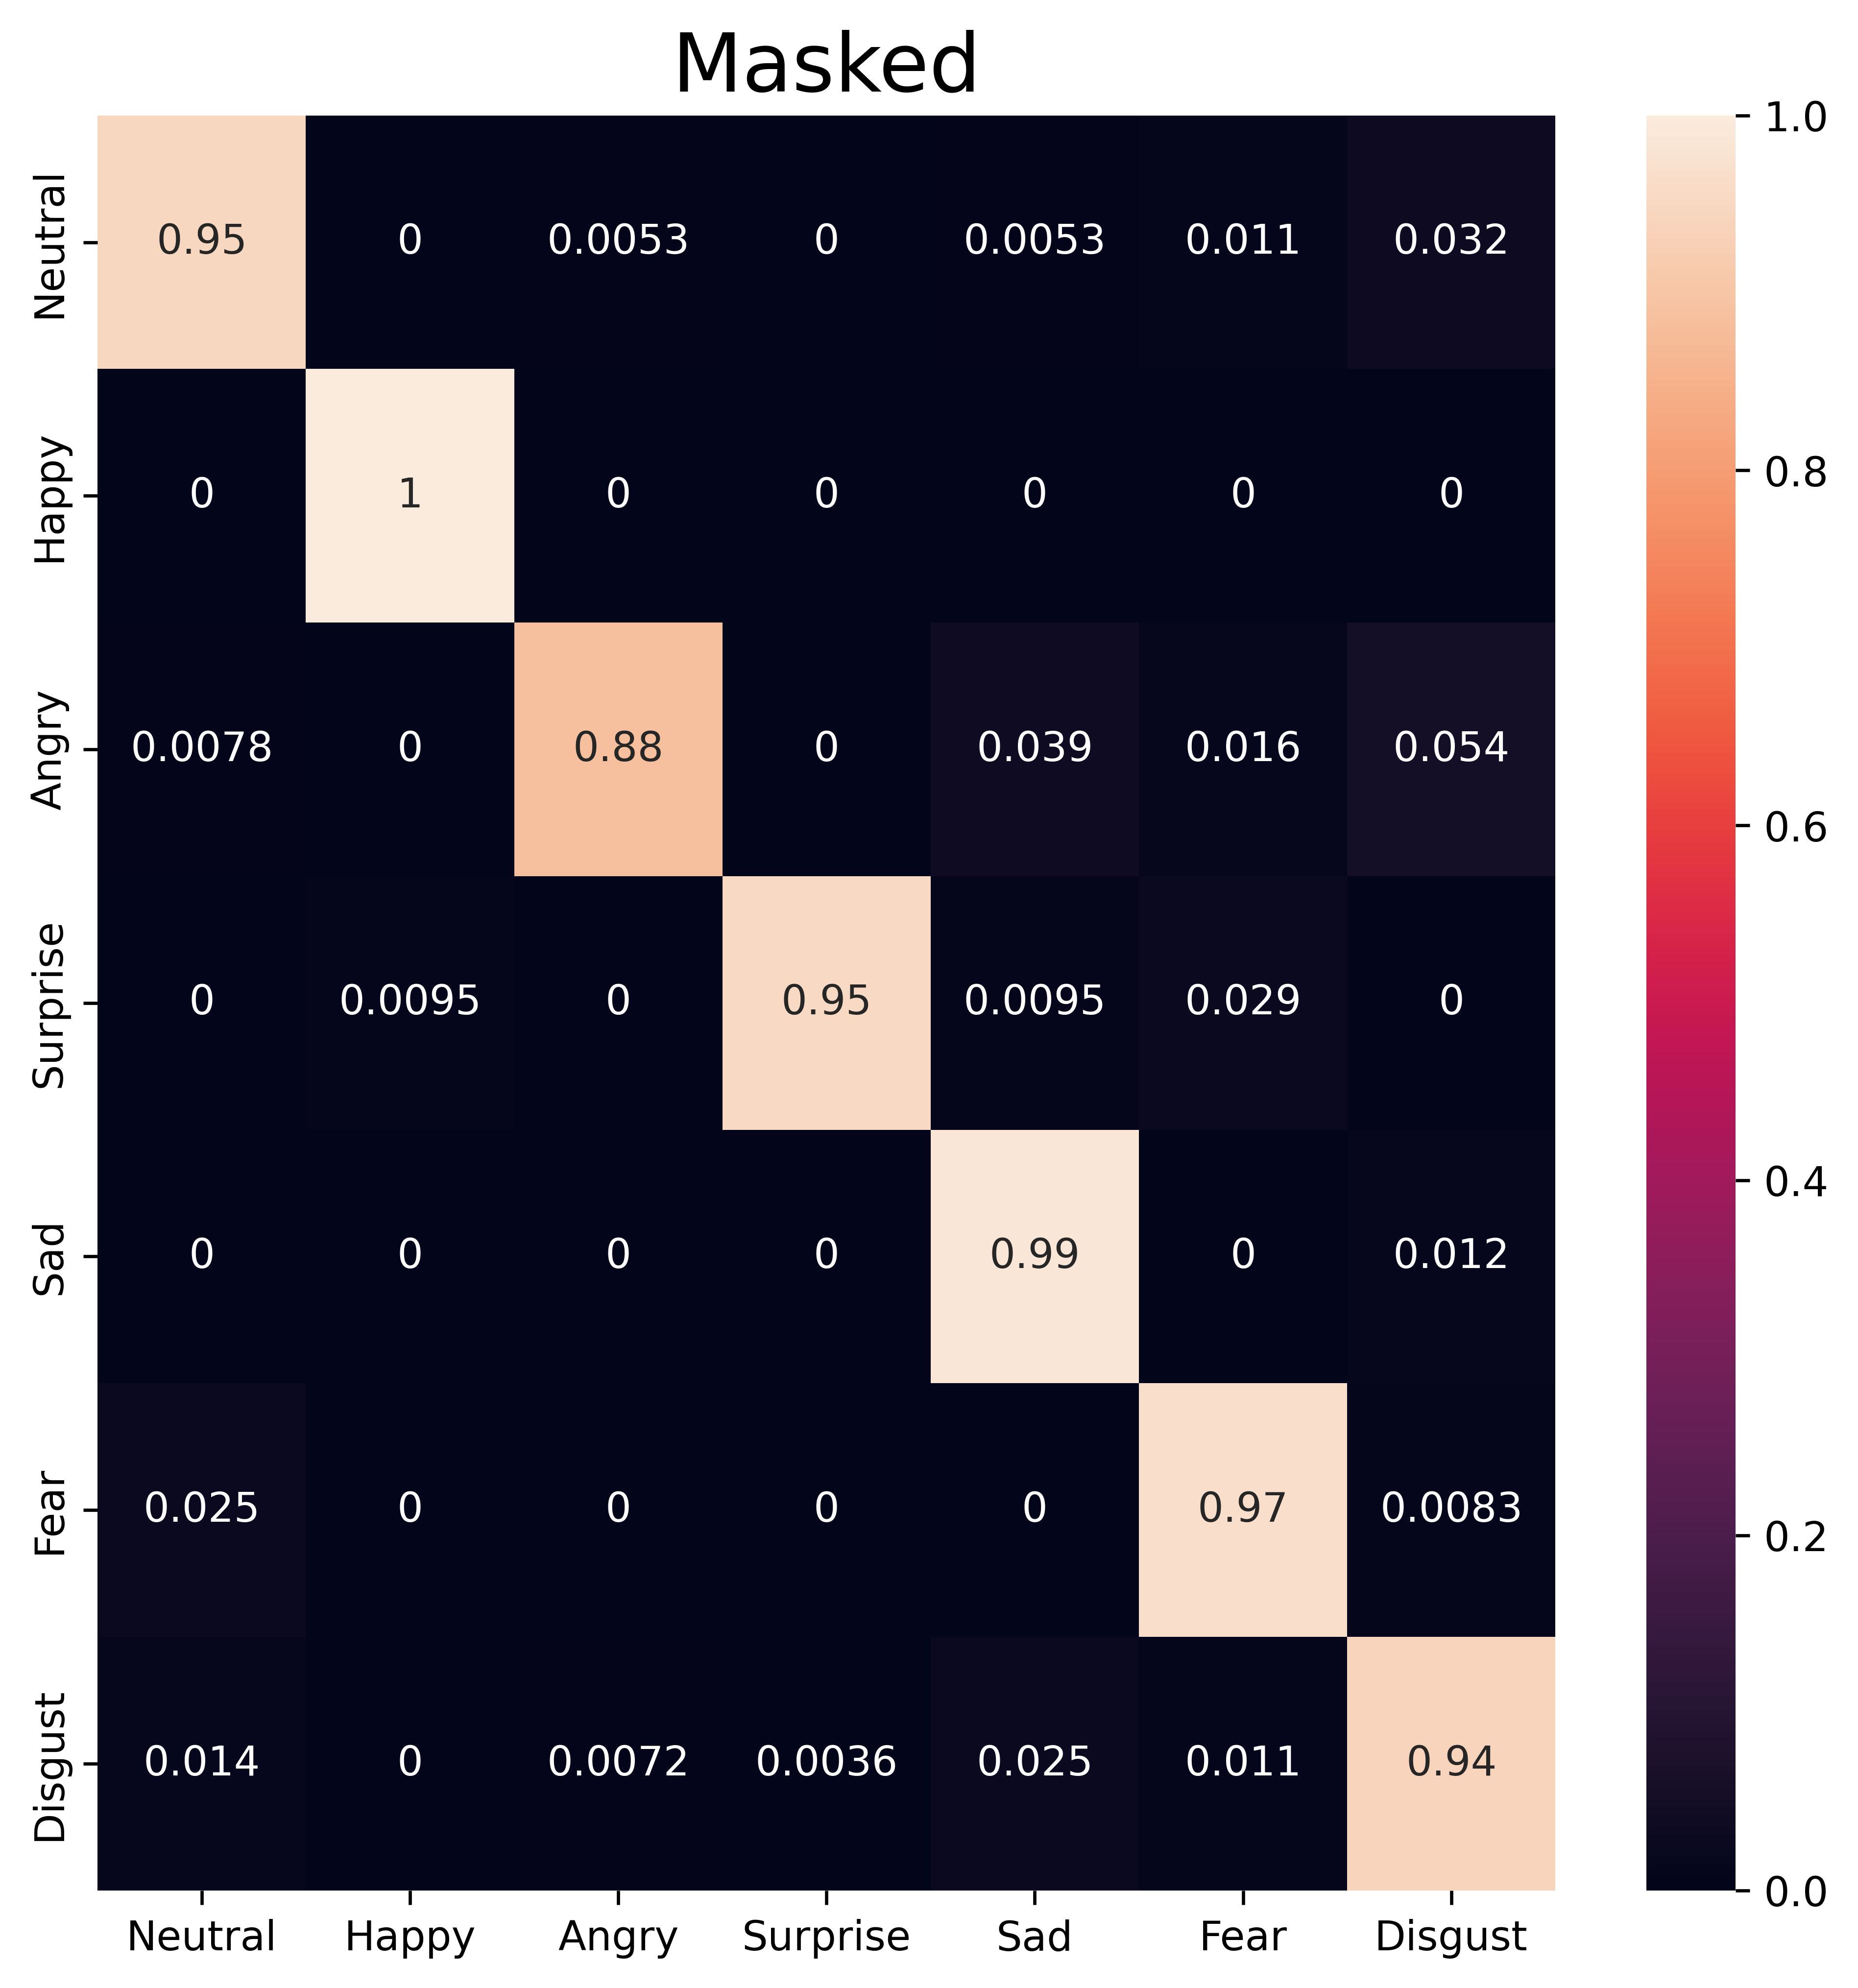 Masked
Neutral 0.95 0 0.0053 0 0.0053 0.011 0.032
Happy 0 1 0 0 0 0 0
Angry 0.0078 0 0.88 0 0.039 0.016 0.054
Surprise 0 0.0095 0 0.95 0.0095 0.029 0
Sad 0 0 0 0 0.99 0 0.012
Fear 0.025 0 0 0 0 0.97 0.0083
Disgust 0.014 0 0.0072 0.0036 0.025 0.011 0.94
Neutral Happy Angry Surprise Sad Fear Disgust
1.0
0.8
0.6
0.4
0.2
0.0